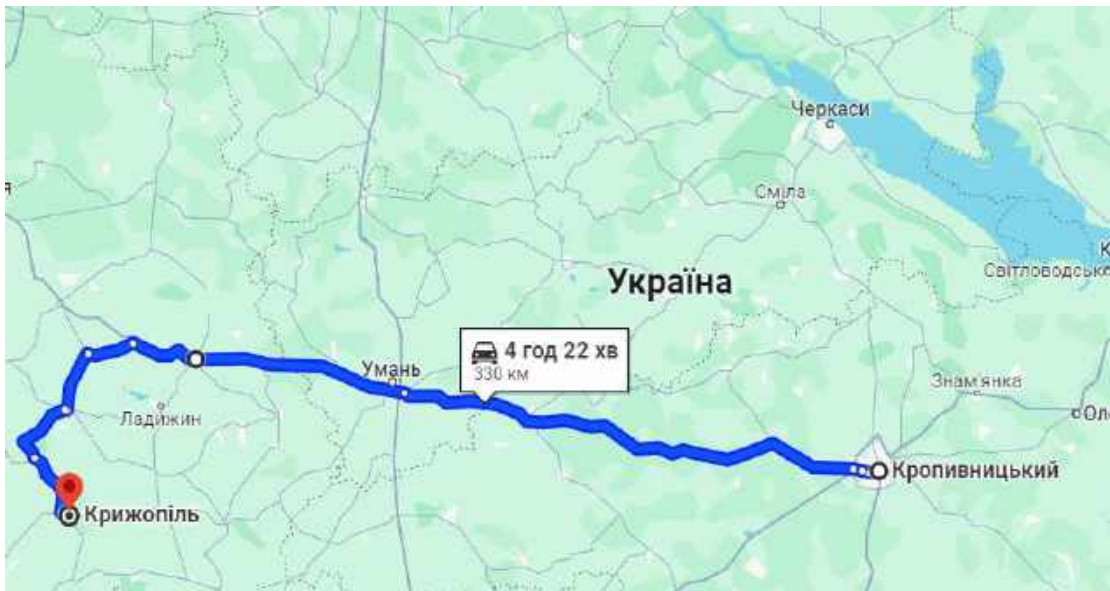 Черкаси
Сміла
Україна
Світловодськ
4 год 22 хв
330 км
Умань
Знам'янка
Ладижин
Кропивницький
Крижопіль